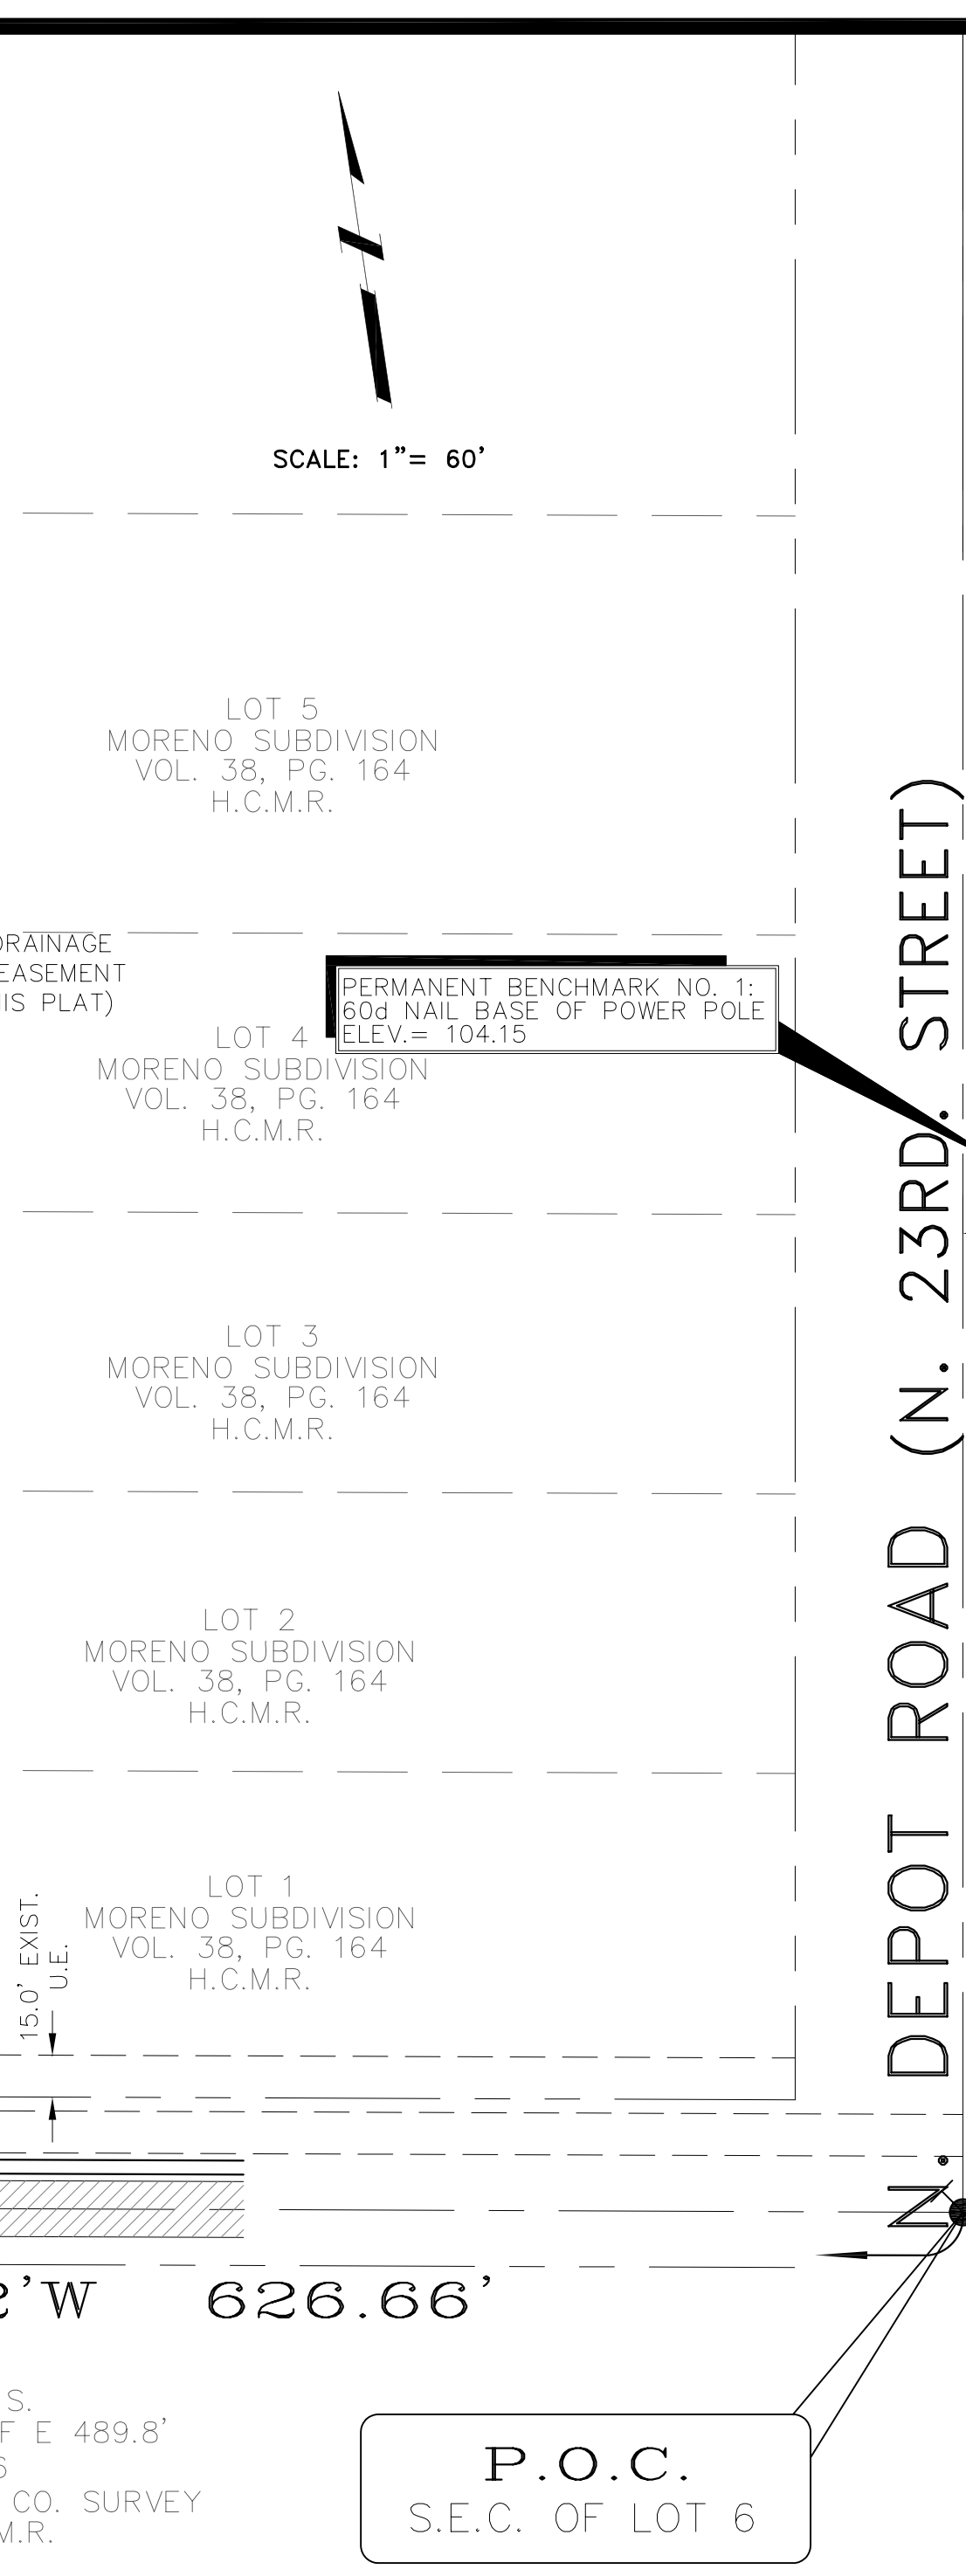 SCALE: 1"= 60'
LOT 5
MORENO SUBDIVISION
VOL. 38, PG. 164
H.C.M.R.
DRAINAGE
EASEMENT
PLAT)
PERMANENT BENCHMARK NO. 1:
60d NAIL BASE OF POWER POLE
ELEV.= 104.15
LOT 4
MORENO SUBDIVISION
VOL. 38, PG. 164
H.C.M.R.
LOT 3
MORENO SUBDIVISION
VOL. 38, PG. 164
H.C.M.R.
LOT 2
MORENO SUBDIVISION
VOL. 38, PG. 164
H.C.M.R.
LOT 1
MORENO SUBDIVISION
VOL. 38, PG. 164
H.C.M.R.
15.0' EXIST.
U.E.
N. DEPOT ROAD (N. 23RD. STREET)
'W 626.66'
S.
E 489.8'
CO. SURVEY
M.R.
P.O.C.
S.E.C. OF LOT 6